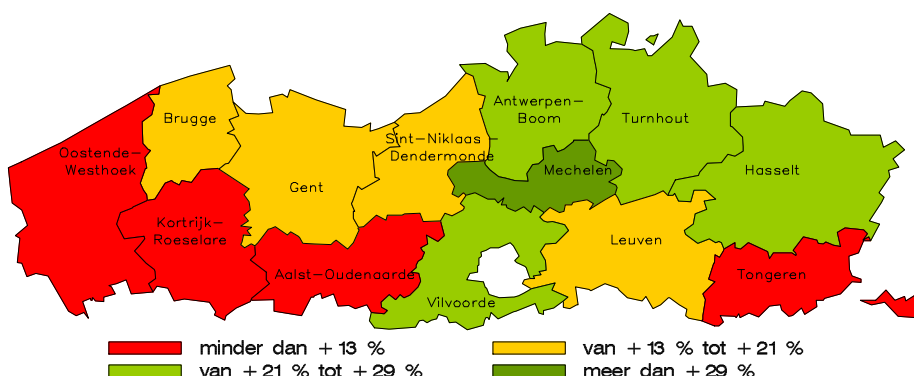 Antwerpen-
Boom
Brugge
Turnhout
Sint-Niklaas-
Dendermonde
Oostende-
Westhoek
Mechelen
Hasselt
Gent
Kortrijk-
Roeselare
Leuven
Aalst-Oudenaarde
Tongeren
Vilvoorde
minder dan +13 %
van +13 % tot +21 %
van +21 % tot +29 %
meer dan +29 %